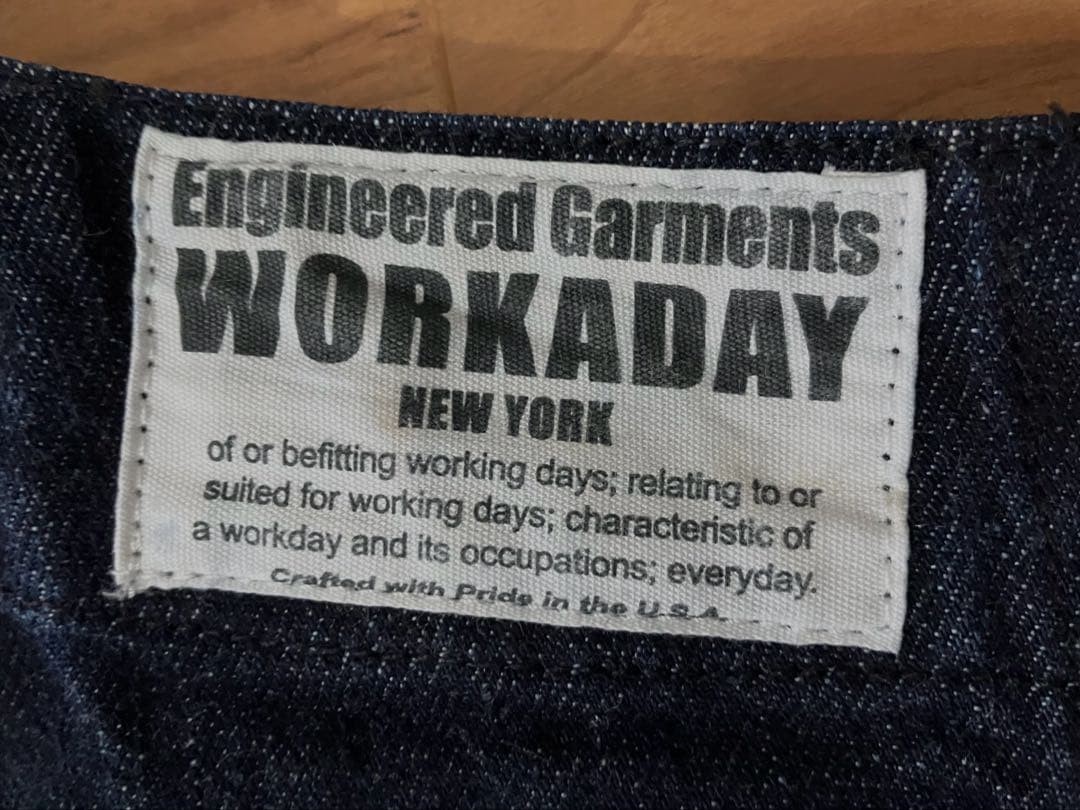 Engineered Garments
WORKADAY
NEW YORK
of or befitting working days; relating to or
suited for working days; characteristic of
a workday and its occupations; everyday.
Crafted with Pride in the U.S.A.